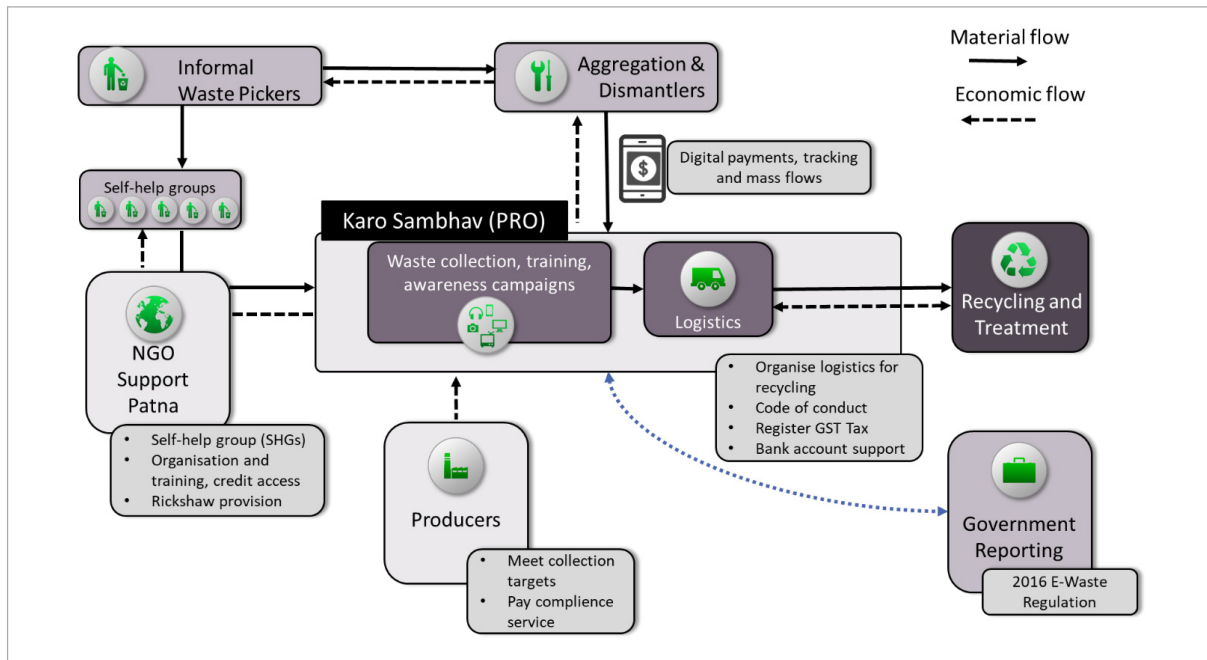 Informal
Waste Pickers
Aggregation &
Dismantlers
Material flow
Economic flow
$
Digital payments, tracking
and mass flows
Self-help groups
Karo Sambhav (PRO)
Waste collection, training,
awareness campaigns
Logistics
Recycling and
Treatment
NGO
Support
Patna
• Self-help group (SHGs)
• Organisation and
training, credit access
• Rickshaw provision
• Organise logistics for
recycling
• Code of conduct
• Register GST Tax
• Bank account support
Producers
• Meet collection
targets
• Pay complience
service
Government
Reporting
2016 E-Waste
Regulation